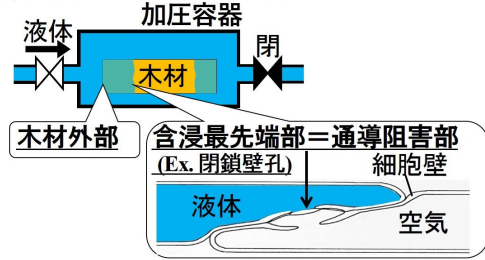 加圧容器
液体
閉
木材
木材外部
含浸最先端部＝通導阻害部
(Ex. 閉鎖壁孔)
細胞壁
液体
空気